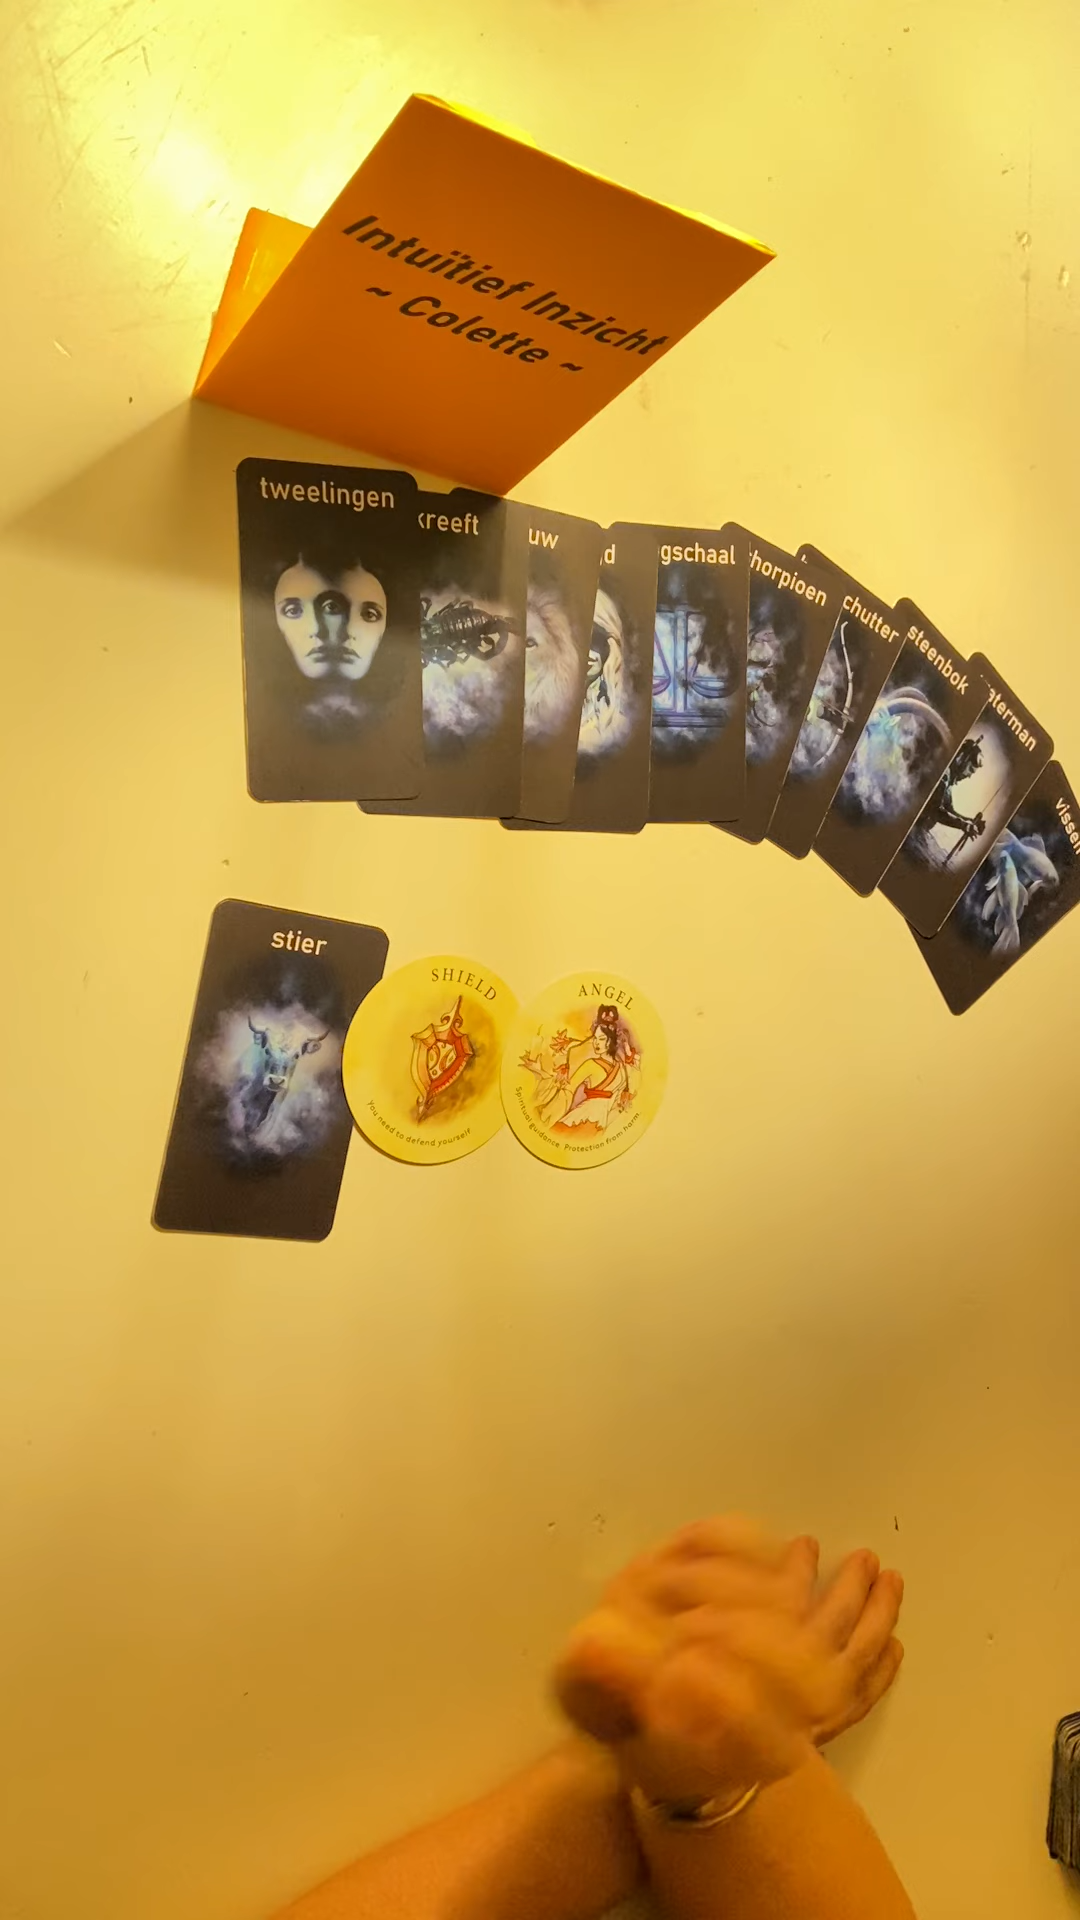 Intuïtief Inzicht
~ Colette ~
tweelingen
kreeft
uw
d
gschaal
horpioen
chutter
steenbok
aterman
vissen
stier
SHIELD
You need to defend yourself.
ANGEL
Spiritual guidance. Protection from harm.